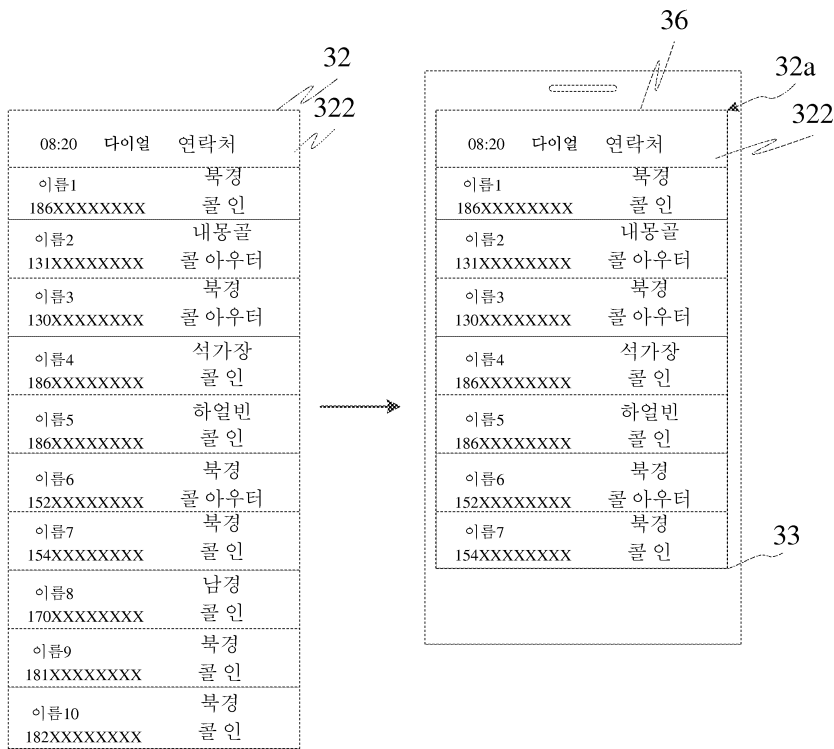 32
322
08:20 다이얼 연락처
이름1 북경
186XXXXXXXX 콜 인
이름2 내몽골
131XXXXXXXX 콜 아우터
이름3 북경
130XXXXXXXX 콜 아우터
이름4 석가장
186XXXXXXXX 콜 인
이름5 하얼빈
186XXXXXXXX 콜 인
이름6 북경
152XXXXXXXX 콜 아우터
이름7 북경
154XXXXXXXX 콜 인
이름8 남경
170XXXXXXXX 콜 인
이름9 북경
181XXXXXXXX 콜 인
이름10 북경
182XXXXXXXX 콜 인
36
32a
322
08:20 다이얼 연락처
이름1 북경
186XXXXXXXX 콜 인
이름2 내몽골
131XXXXXXXX 콜 아우터
이름3 북경
130XXXXXXXX 콜 아우터
이름4 석가장
186XXXXXXXX 콜 인
이름5 하얼빈
186XXXXXXXX 콜 인
이름6 북경
152XXXXXXXX 콜 아우터
이름7 북경
154XXXXXXXX 콜 인
33